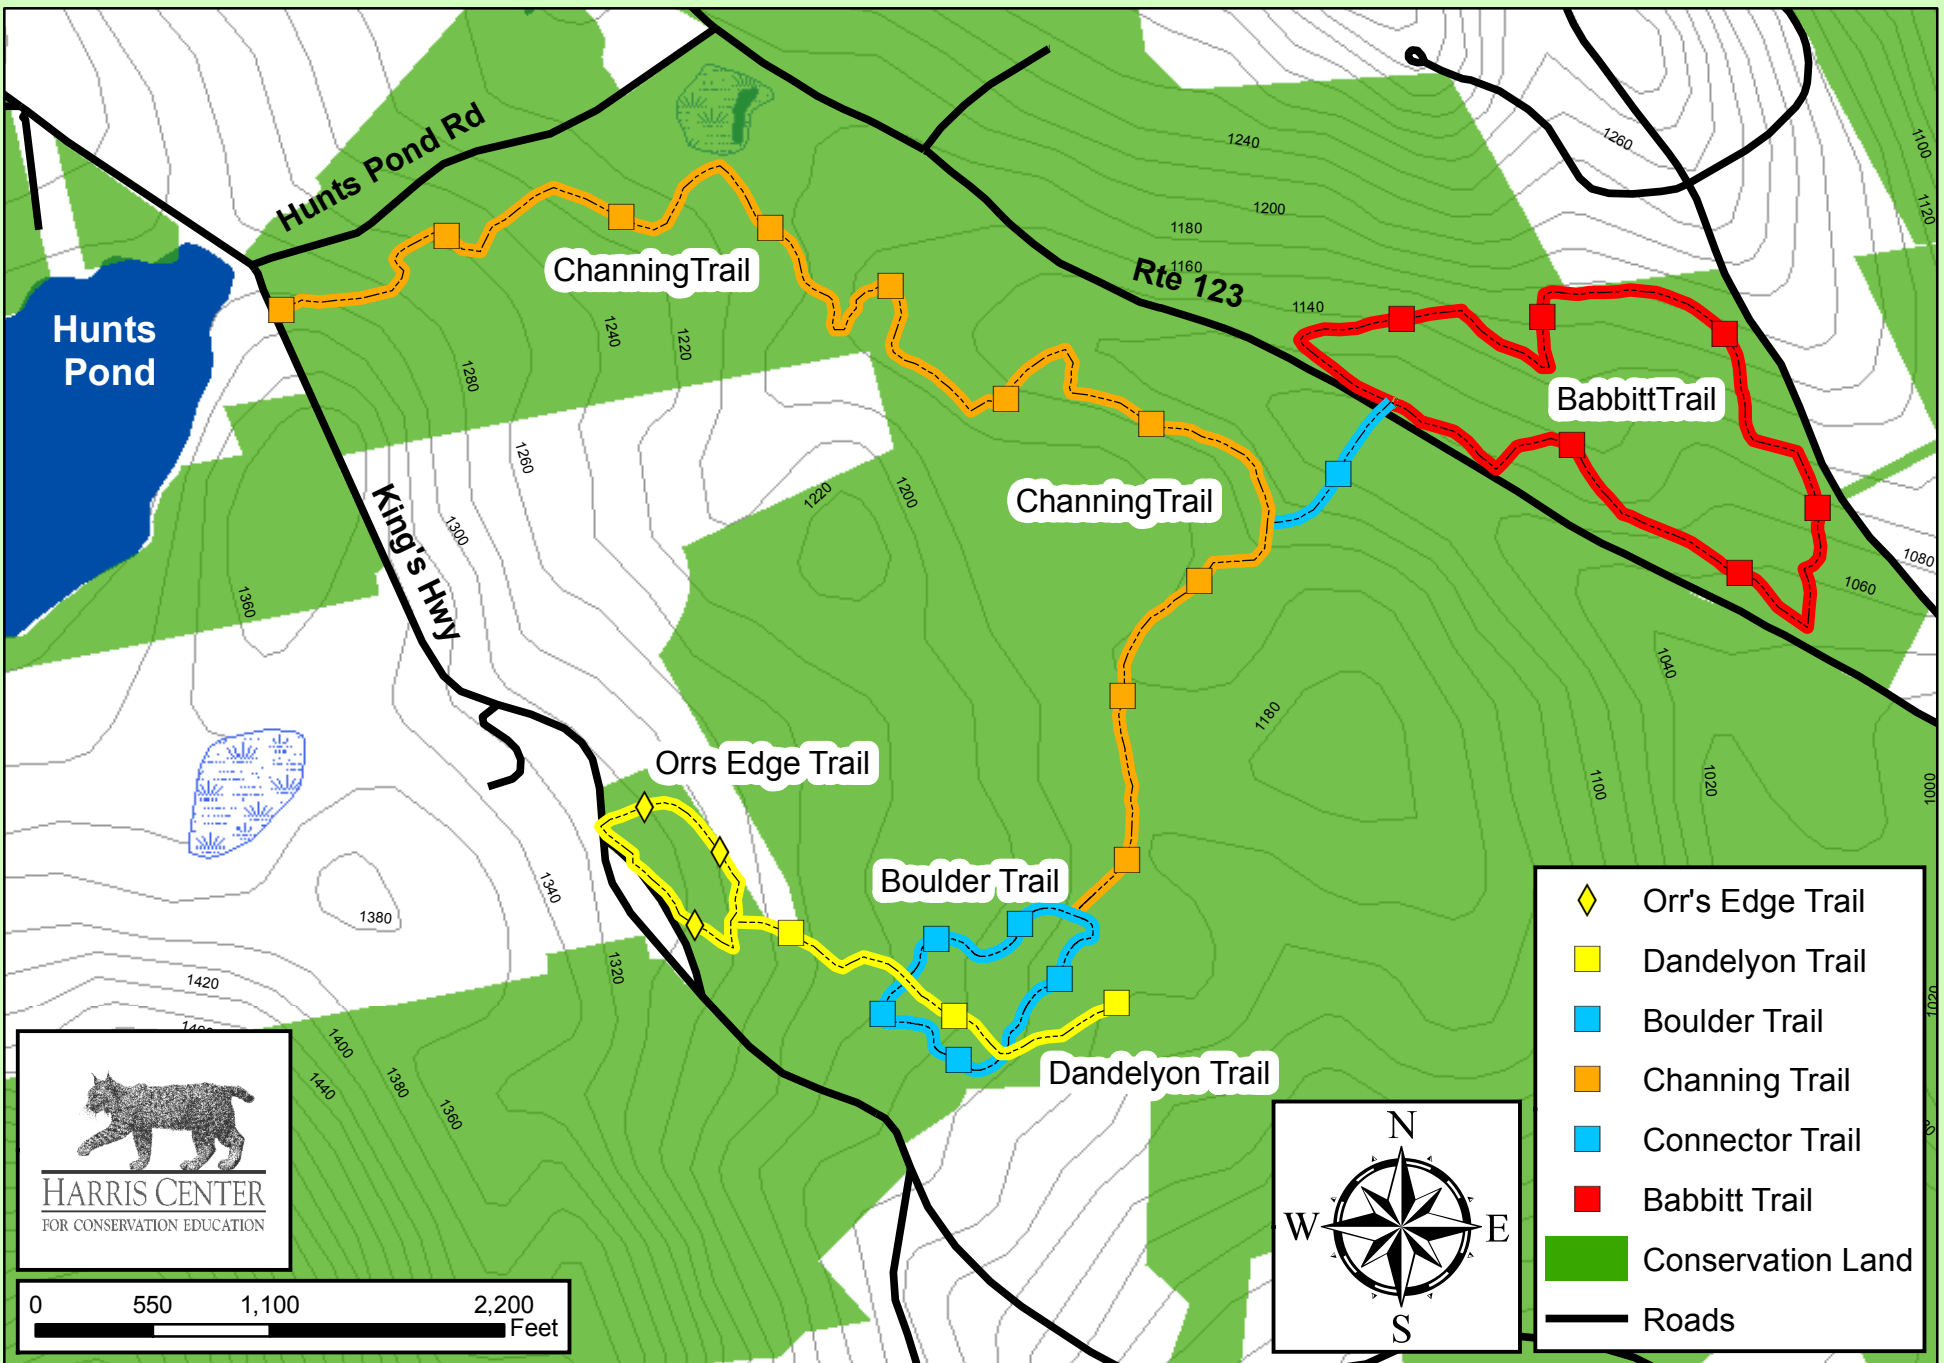 Hunts Pond Rd
1240
1260
1100
1120
1200
1180
1160
Rte 123
1140
ChanningTrail
Hunts
Pond
1240
1220
1280
BabbittTrail
1260
ChanningTrail
1220
1200
King's Hwy
1300
1360
1080
1060
1040
1180
Orrs Edge Trail
1100
1020
1000
Boulder Trail
1340
1380
1320
1420
1400
1440
1380
1360
1020
Dandelyon Trail
HARRIS CENTER
FOR CONSERVATION EDUCATION
0 550 1,100 2,200
Feet
N
W E
S
Orr's Edge Trail
Dandelyon Trail
Boulder Trail
Channing Trail
Connector Trail
Babbitt Trail
Conservation Land
Roads